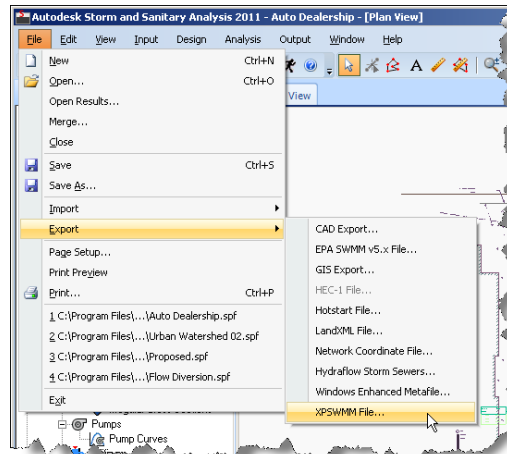 Autodesk Storm and Sanitary Analysis 2011 - Auto Dealership - [Plan View]
File Edit View Input Design Analysis Output Window Help
New Ctrl+N
Open... Ctrl+O
Open Results...
View
Merge...
Close
Save Ctrl+S
Save As...
Import
Export
Page Setup...
Print Preview
Print... Ctrl+P
1 C:\Program Files\...\Auto Dealership.spf
2 C:\Program Files\...\Urban Watershed 02.spf
3 C:\Program Files\...\Proposed.spf
4 C:\Program Files\...\Flow Diversion.spf
Exit
CAD Export...
EPA SWMM v5.x File...
GIS Export...
HEC-1 File...
Hotstart File...
LandXML File...
Network Coordinate File...
Hydraflow Storm Sewers...
Windows Enhanced Metafile...
XPSWMM File...
Pumps
Pump Curves